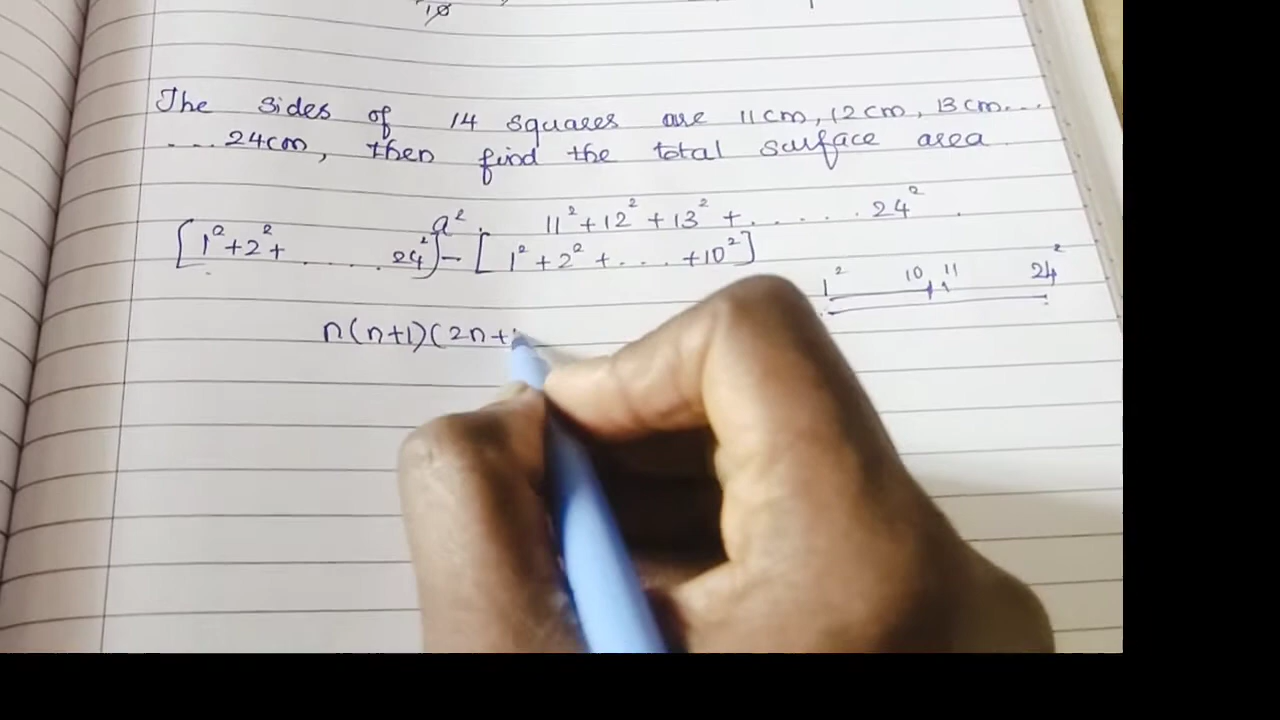 10
The sides of 14 squares are 11cm, 12cm, 13cm...
... 24cm, then find the total surface area
a². 11² + 12² + 13² + ...... 24².
[1² + 2² + ..... 24²] - [1² + 2² + .... + 10²]
1² 10 11 24²
n(n+1)(2n+